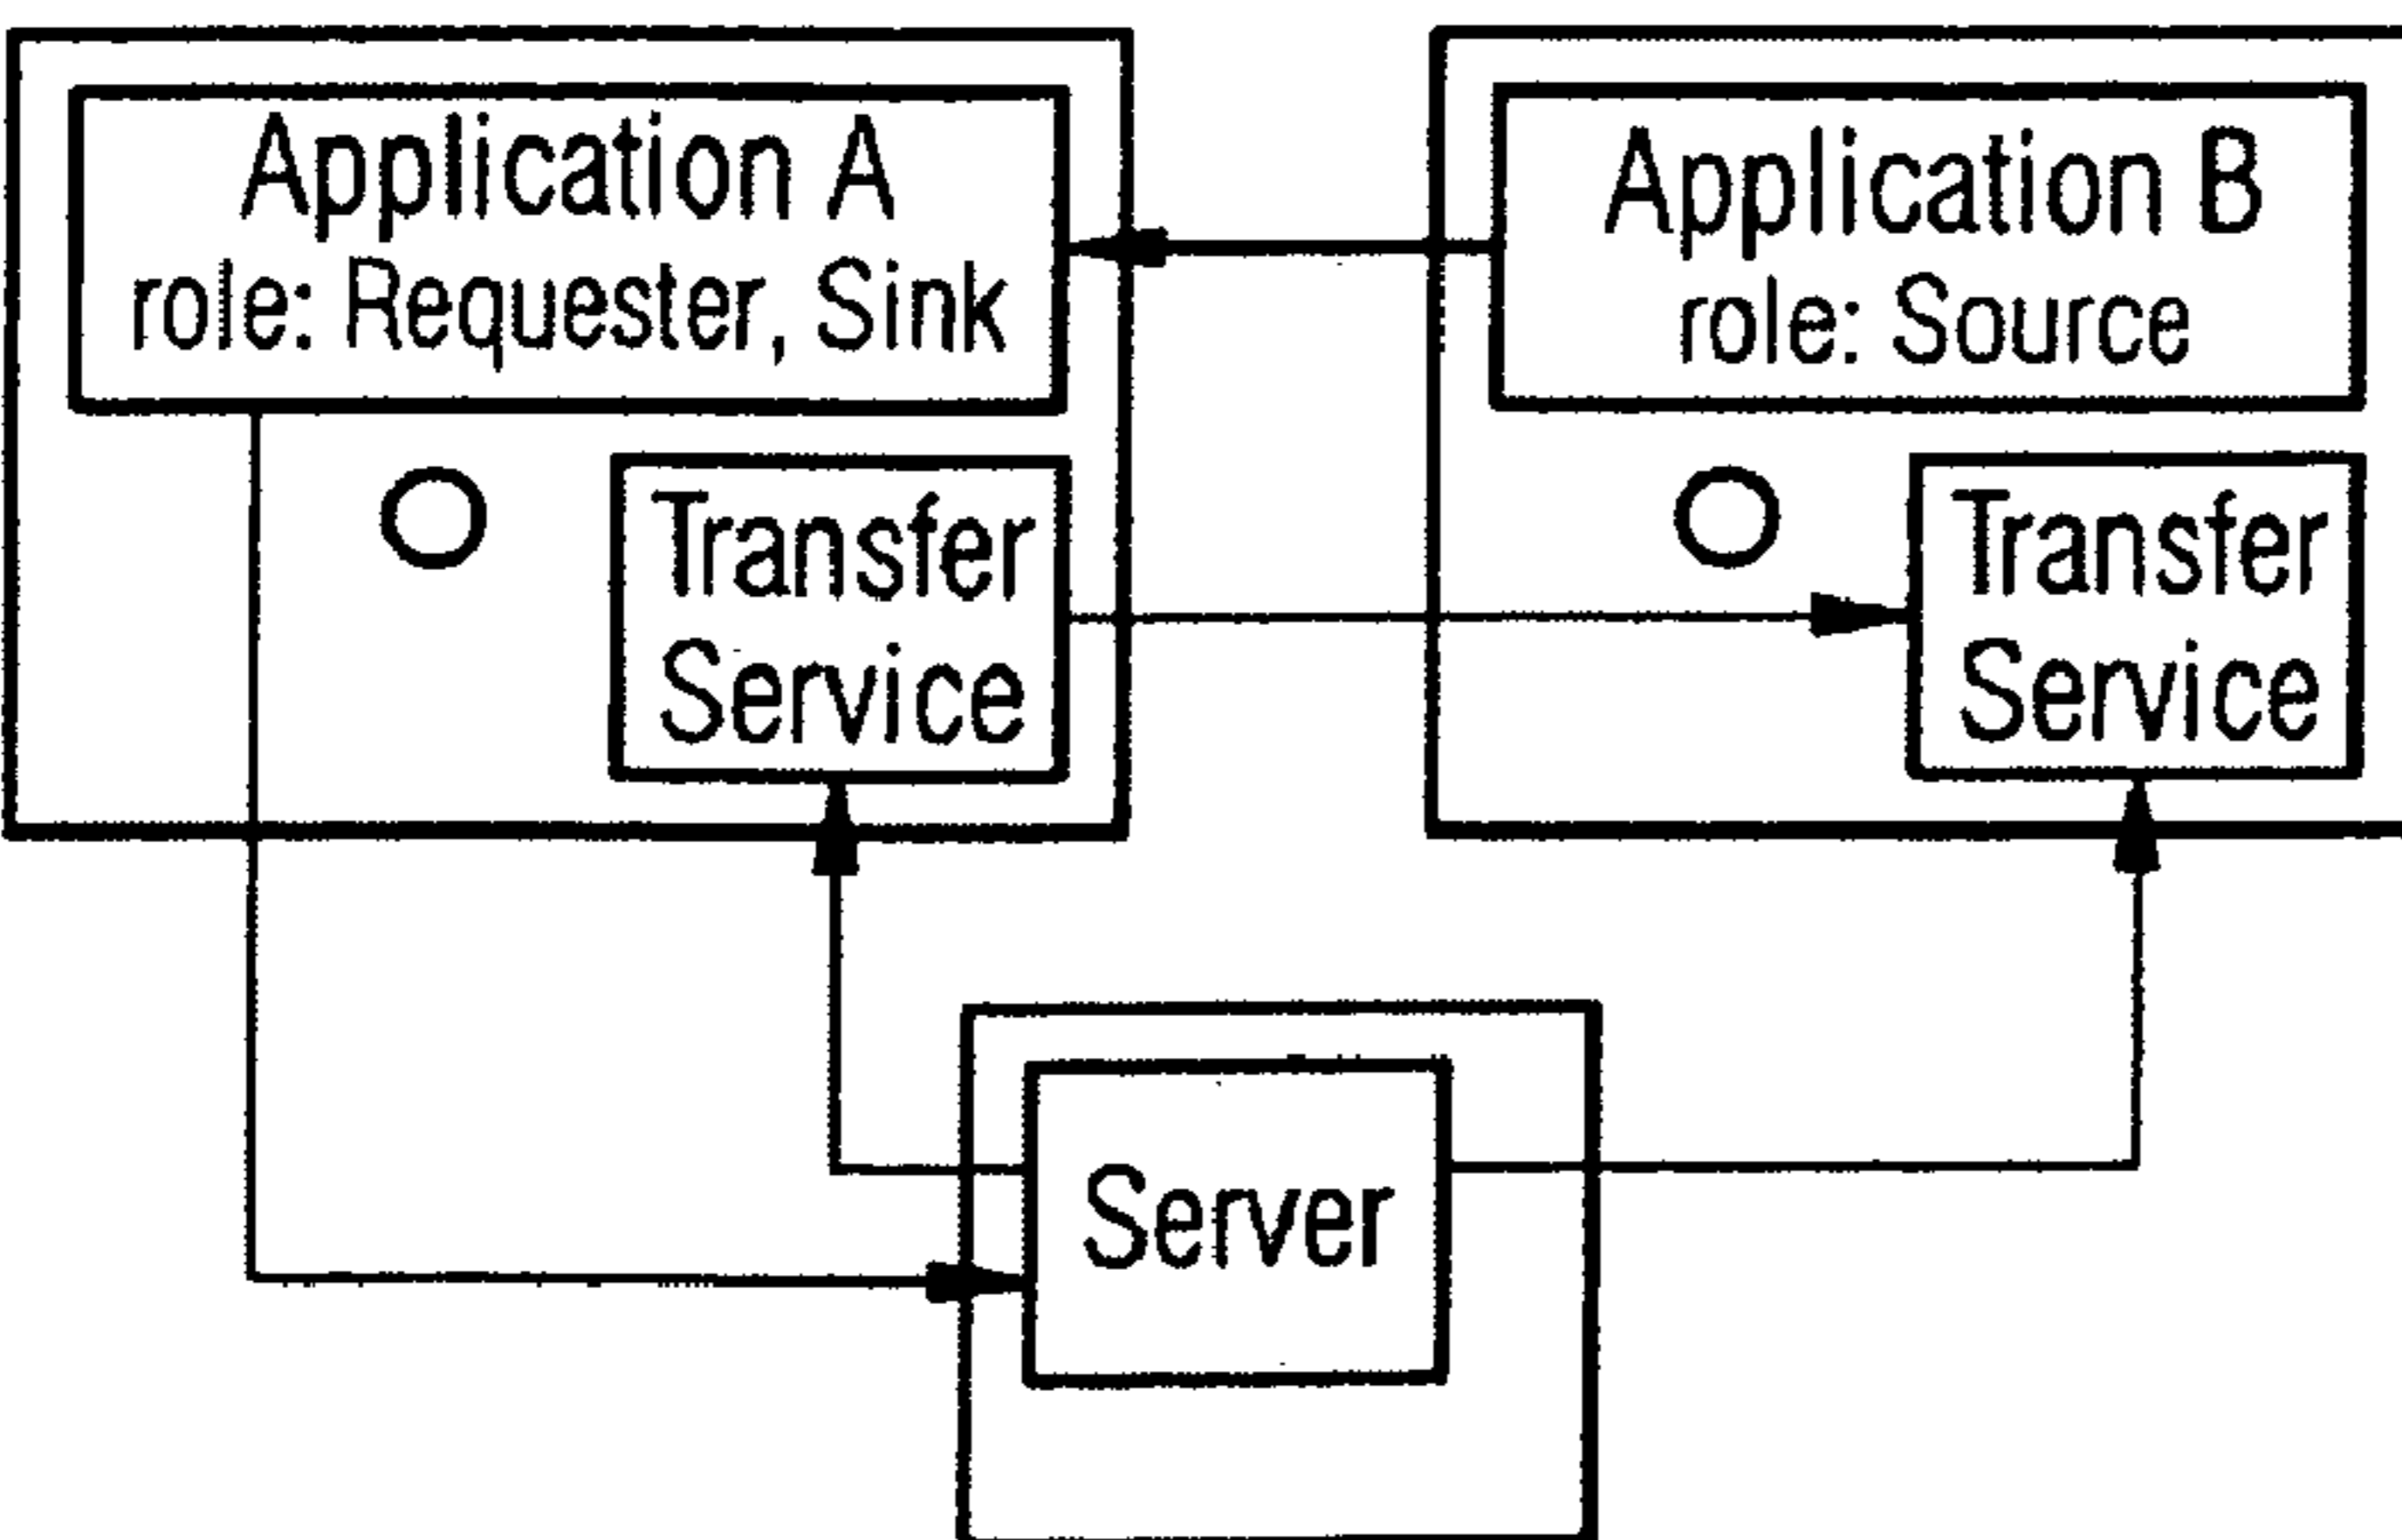 Application A
role: Requester, Sink
Application B
role: Source
Transfer
Service
Transfer
Service
Server